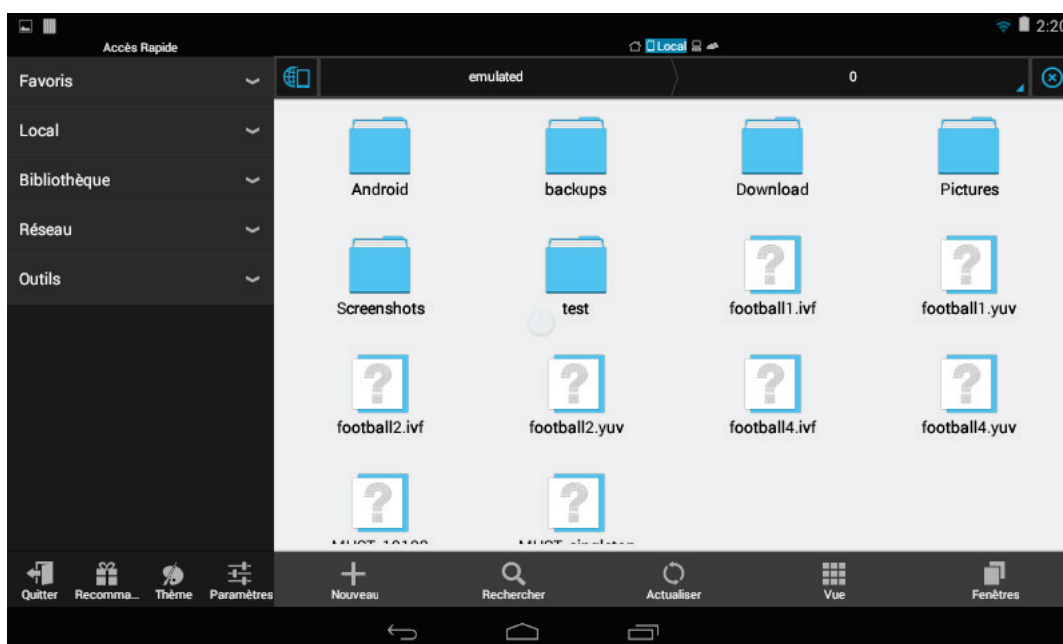 2:20
Accès Rapide
Local
Favoris
emulated
0
Local
Bibliothèque
Réseau
Outils
Android
backups
Download
Pictures
Screenshots
test
football1.ivf
football1.yuv
football2.ivf
football2.yuv
football4.ivf
football4.yuv
Quitter
Recomma...
Thème
Paramètres
Nouveau
Rechercher
Actualiser
Vue
Fenêtres